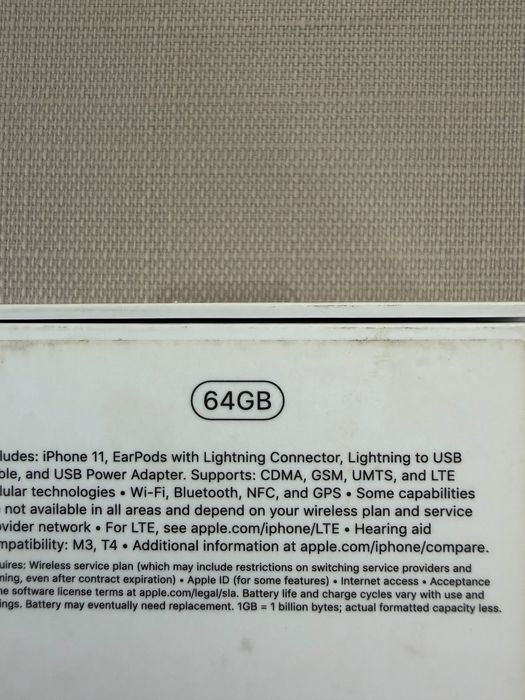 64GB
ludes: iPhone 11, EarPods with Lightning Connector, Lightning to USB
ble, and USB Power Adapter. Supports: CDMA, GSM, UMTS, and LTE
lular technologies • Wi-Fi, Bluetooth, NFC, and GPS • Some capabilities
not available in all areas and depend on your wireless plan and service
vider network • For LTE, see apple.com/iphone/LTE • Hearing aid
mpatibility: M3, T4 • Additional information at apple.com/iphone/compare.
uires: Wireless service plan (which may include restrictions on switching service providers and
ming, even after contract expiration) • Apple ID (for some features) • Internet access • Acceptance
he software license terms at apple.com/legal/sla. Battery life and charge cycles vary with use and
ings. Battery may eventually need replacement. 1GB = 1 billion bytes; actual formatted capacity less.